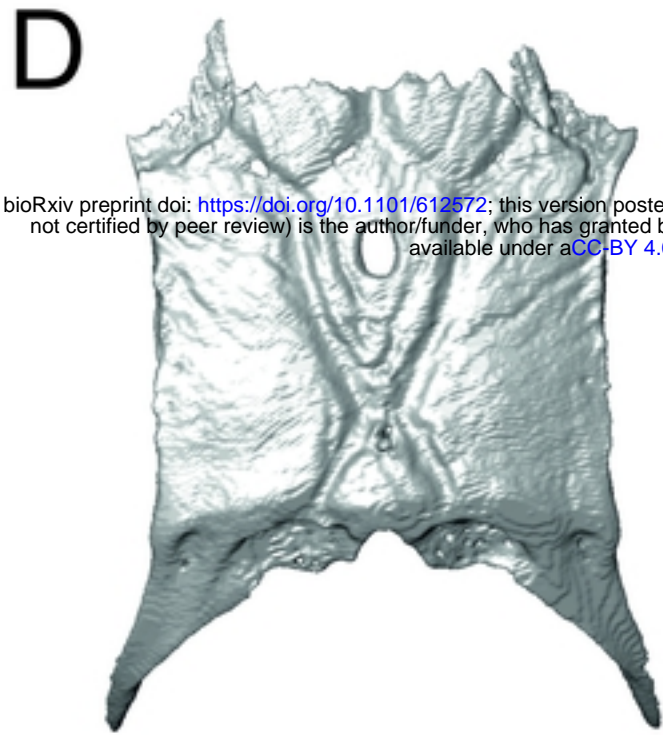 D
bioRxiv preprint doi: https://doi.org/10.1101/612572; this version poste
not certified by peer review) is the author/funder, who has granted b
available under aCC-BY 4.0